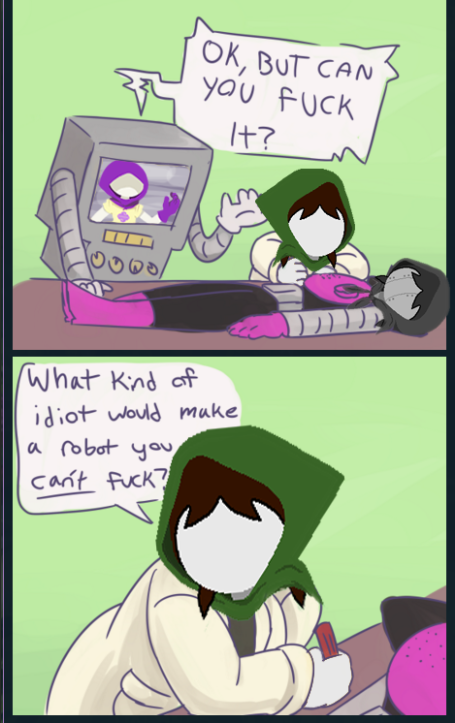 OK, BUT CAN
YOU FUCK
It?
What Kind of
idiot would make
a robot you
can't fuck?